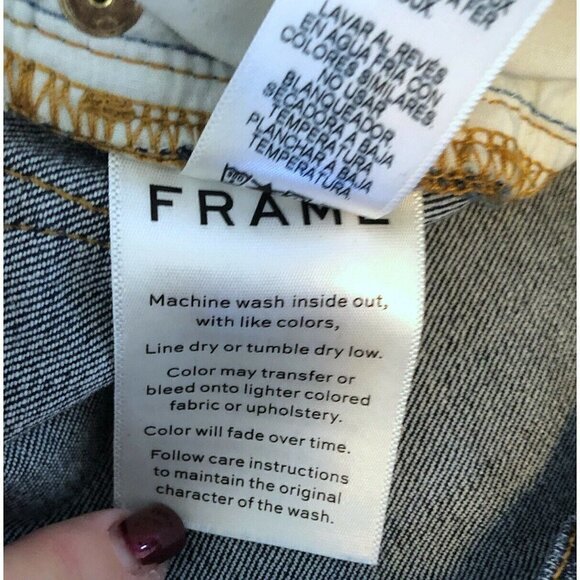 FER
OUX.
LAVAR AL REVÉS
EN AGUA FRÍA CON
COLORES SIMILARES.
NO USAR
BLANQUEADOR.
SECADORA A BAJA
TEMPERATURA
PLANCHAR A BAJA
TEMPERATURA.
FRAME
Machine wash inside out,
with like colors,
Line dry or tumble dry low.
Color may transfer or
bleed onto lighter colored
fabric or upholstery.
Color will fade over time.
Follow care instructions
to maintain the original
character of the wash.